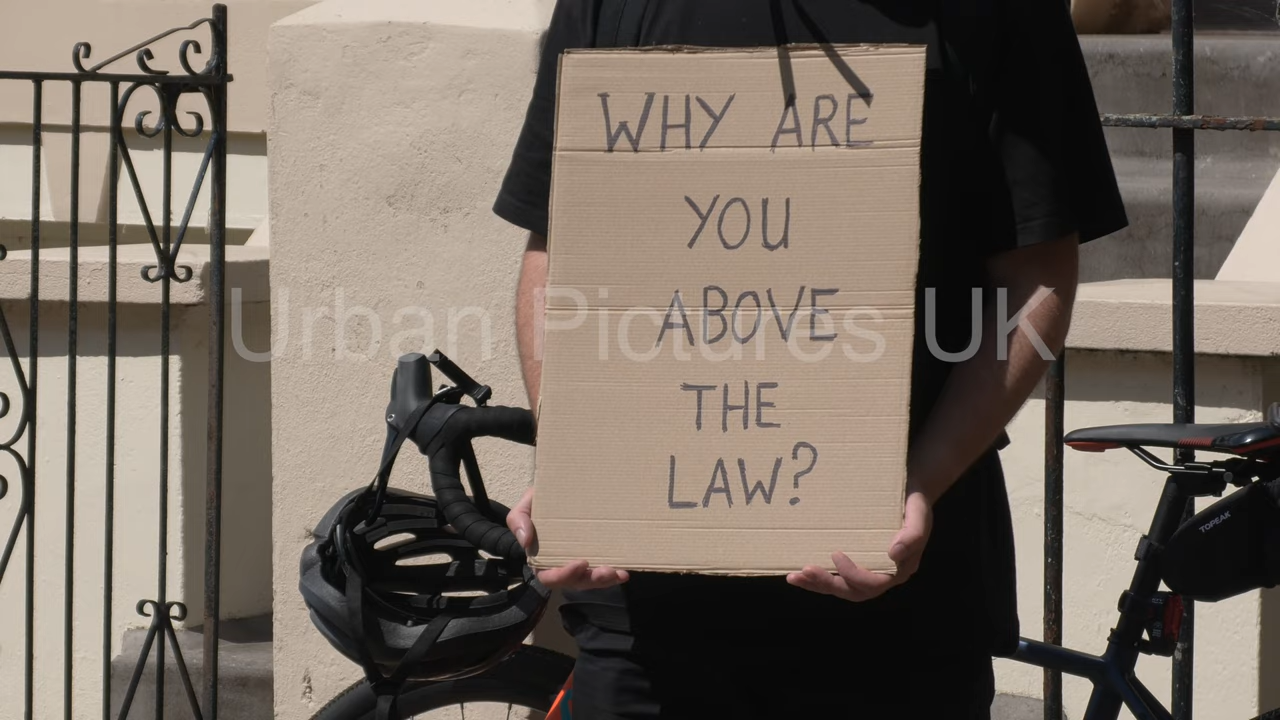 WHY ARE
YOU
ABOVE
THE
LAW?
Urban Pictures UK
TOPEAK